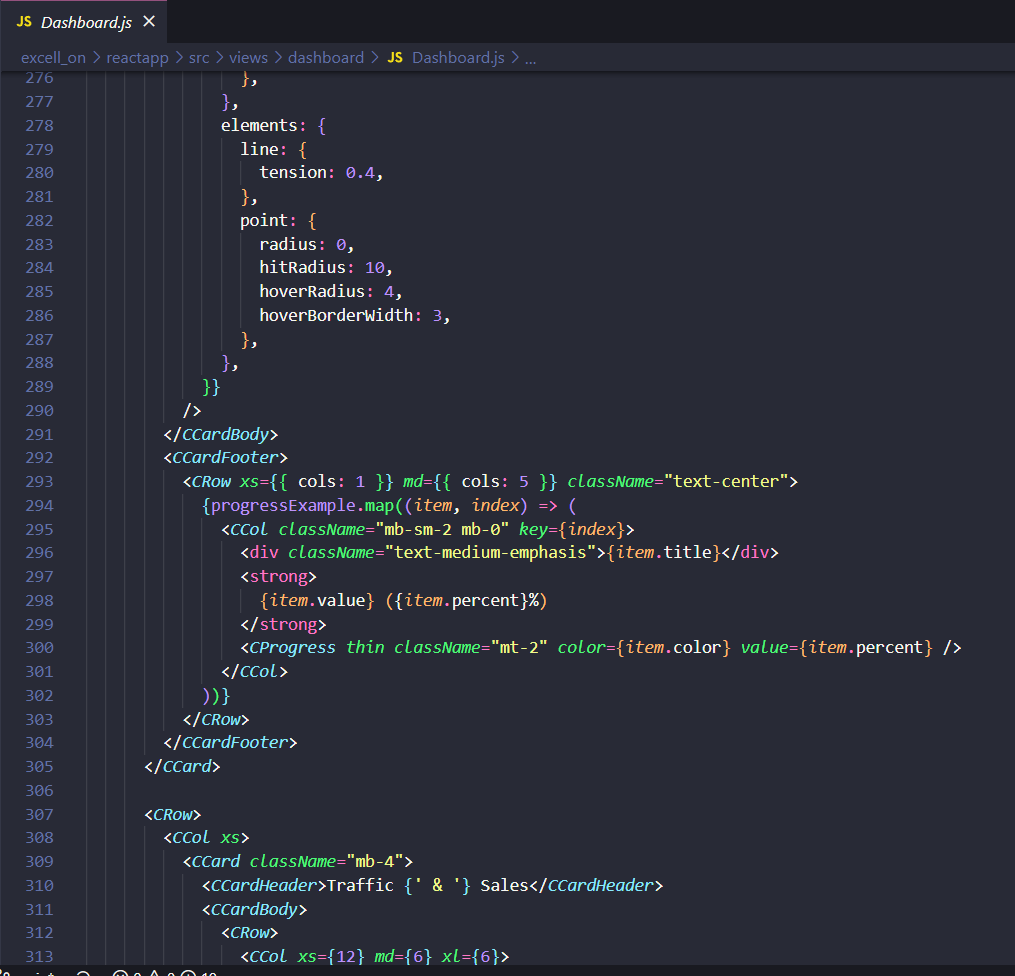 JS Dashboard.js ×
excell_on > reactapp > src > views > dashboard > JS Dashboard.js > ...
276 },
277 },
278 elements: {
279 line: {
280 tension: 0.4,
281 },
282 point: {
283 radius: 0,
284 hitRadius: 10,
285 hoverRadius: 4,
286 hoverBorderWidth: 3,
287 },
288 },
289 }}
290 />
291 </CCardBody>
292 <CCardFooter>
293 <CRow xs={{ cols: 1 }} md={{ cols: 5 }} className="text-center">
294 {progressExample.map((item, index) => (
295 <CCol className="mb-sm-2 mb-0" key={index}>
296 <div className="text-medium-emphasis">{item.title}</div>
297 <strong>
298 {item.value} ({item.percent}%)
299 </strong>
300 <CProgress thin className="mt-2" color={item.color} value={item.percent} />
301 </CCol>
302 ))}
303 </CRow>
304 </CCardFooter>
305 </CCard>
306
307 <CRow>
308 <CCol xs>
309 <CCard className="mb-4">
310 <CCardHeader>Traffic {' & '} Sales</CCardHeader>
311 <CCardBody>
312 <CRow>
313 <CCol xs={12} md={6} xl={6}>